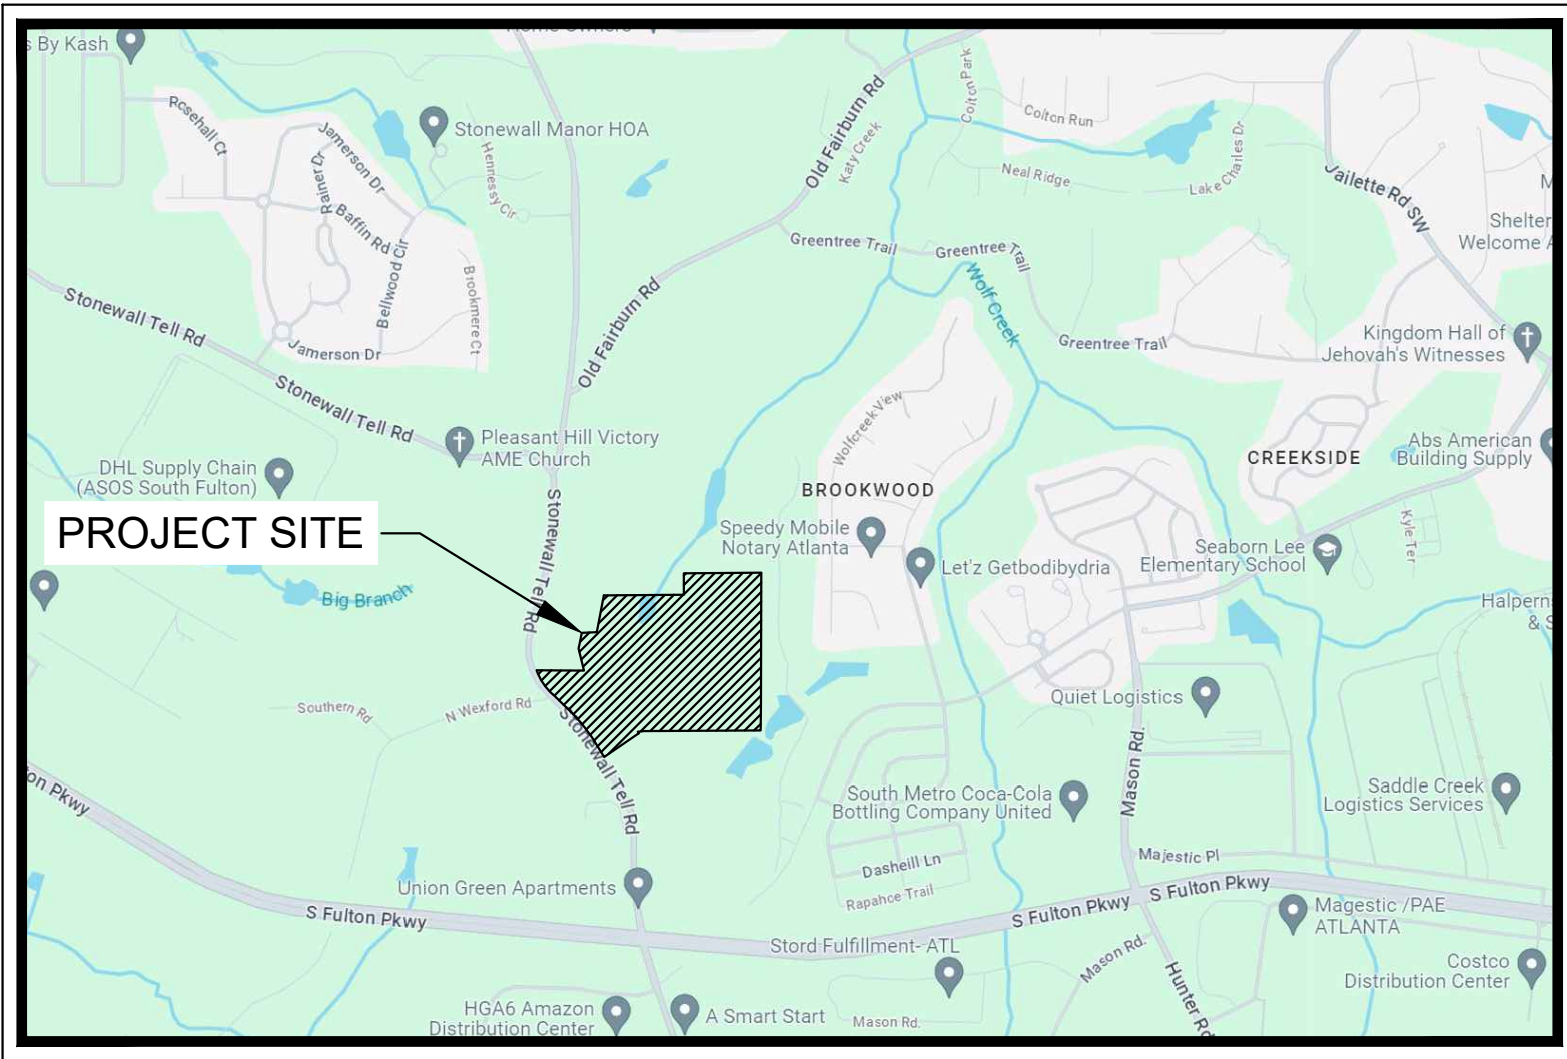 s By Kash
Rosehall Ct
Jamerson Dr
Rainer Dr
Baffin Rd
Bellwood Cir
Brookmere Ct
Jamerson Dr
Stonewall Manor HOA
Hennessy Cir
Home Owners
Old Fairburn Rd
Katy Creek
Colton Park
Colton Run
Neal Ridge
Lake Charles Dr
Jailette Rd SW
M
Shelter
Welcome A
Greentree Trail
Greentree Trail
Wolf Creek
Greentree Trail
Kingdom Hall of
Jehovah's Witnesses
Stonewall Tell Rd
Old Fairburn Rd
Stonewall Tell Rd
Pleasant Hill Victory
AME Church
DHL Supply Chain
(ASOS South Fulton)
Wolfcreek View
BROOKWOOD
CREEKSIDE
Abs American
Building Supply
Kyle Ter
PROJECT SITE
Stonewall Tell Rd
Speedy Mobile
Notary Atlanta
Let'z Getbodibydria
Seaborn Lee
Elementary School
Halpern
& S
Big Branch
Southern Rd
N Wexford Rd
Stonewall Tell Rd
Quiet Logistics
Mason Rd.
South Metro Coca-Cola
Bottling Company United
Saddle Creek
Logistics Services
ton Pkwy
Dasheill Ln
Rapahce Trail
Majestic Pl
Union Green Apartments
S Fulton Pkwy
S Fulton Pkwy
S Fulton Pkwy
Magestic /PAE
ATLANTA
Stord Fulfillment- ATL
Mason Rd.
Hunter Rd
Costco
Distribution Center
HGA6 Amazon
Distribution Center
A Smart Start
Mason Rd.